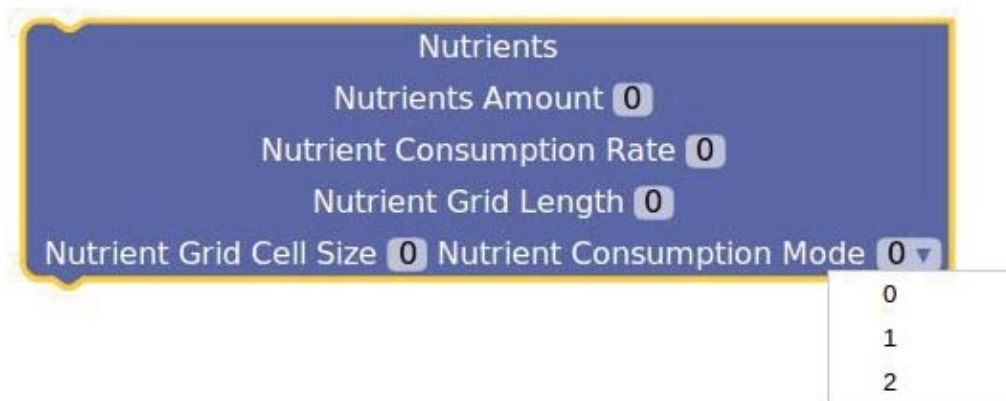 Nutrients
Nutrients Amount 0
Nutrient Consumption Rate 0
Nutrient Grid Length 0
Nutrient Grid Cell Size 0 Nutrient Consumption Mode 0 ▾
0
1
2